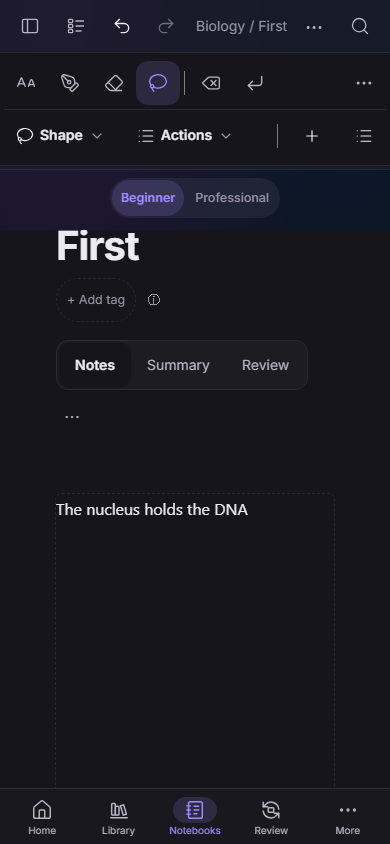 Biology / First
Aa
Shape
Actions
Beginner
Professional
First
+ Add tag
Notes
Summary
Review
The nucleus holds the DNA
Home
Library
Notebooks
Review
More